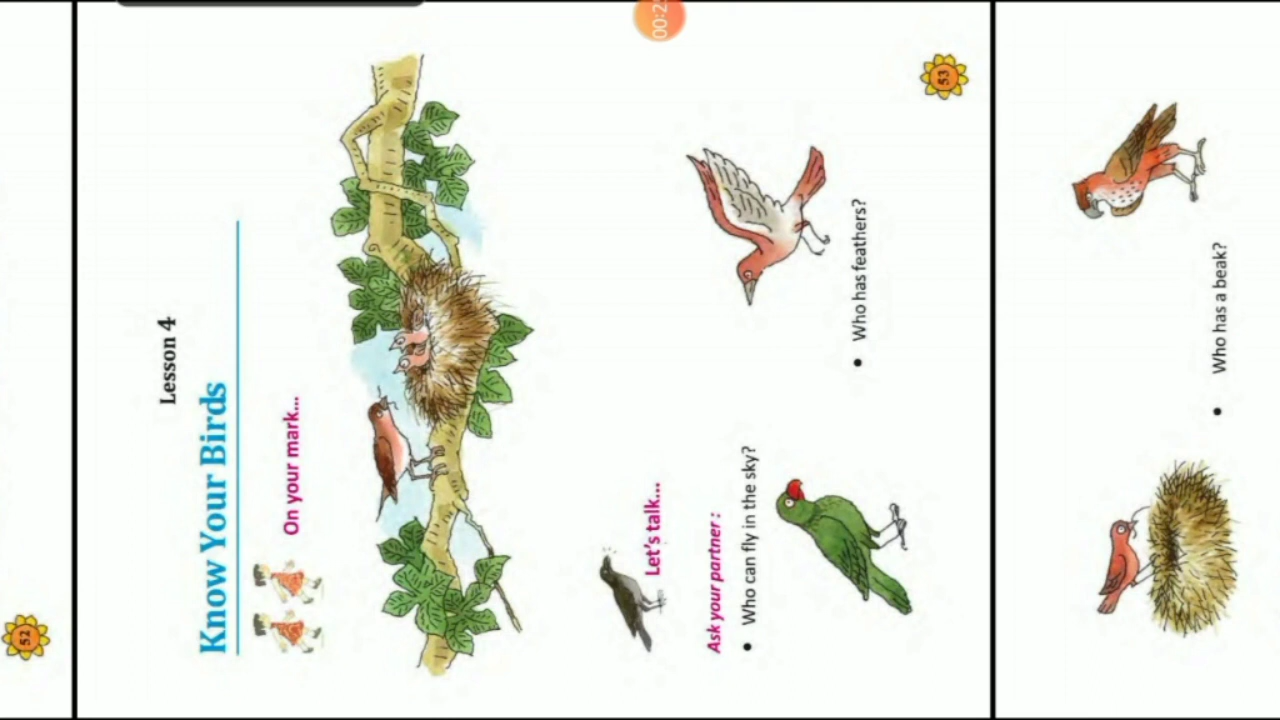 52
Lesson 4
Know Your Birds
On your mark...
Let's talk...
Ask your partner :
• Who can fly in the sky?
• Who has feathers?
53
• Who has a beak?